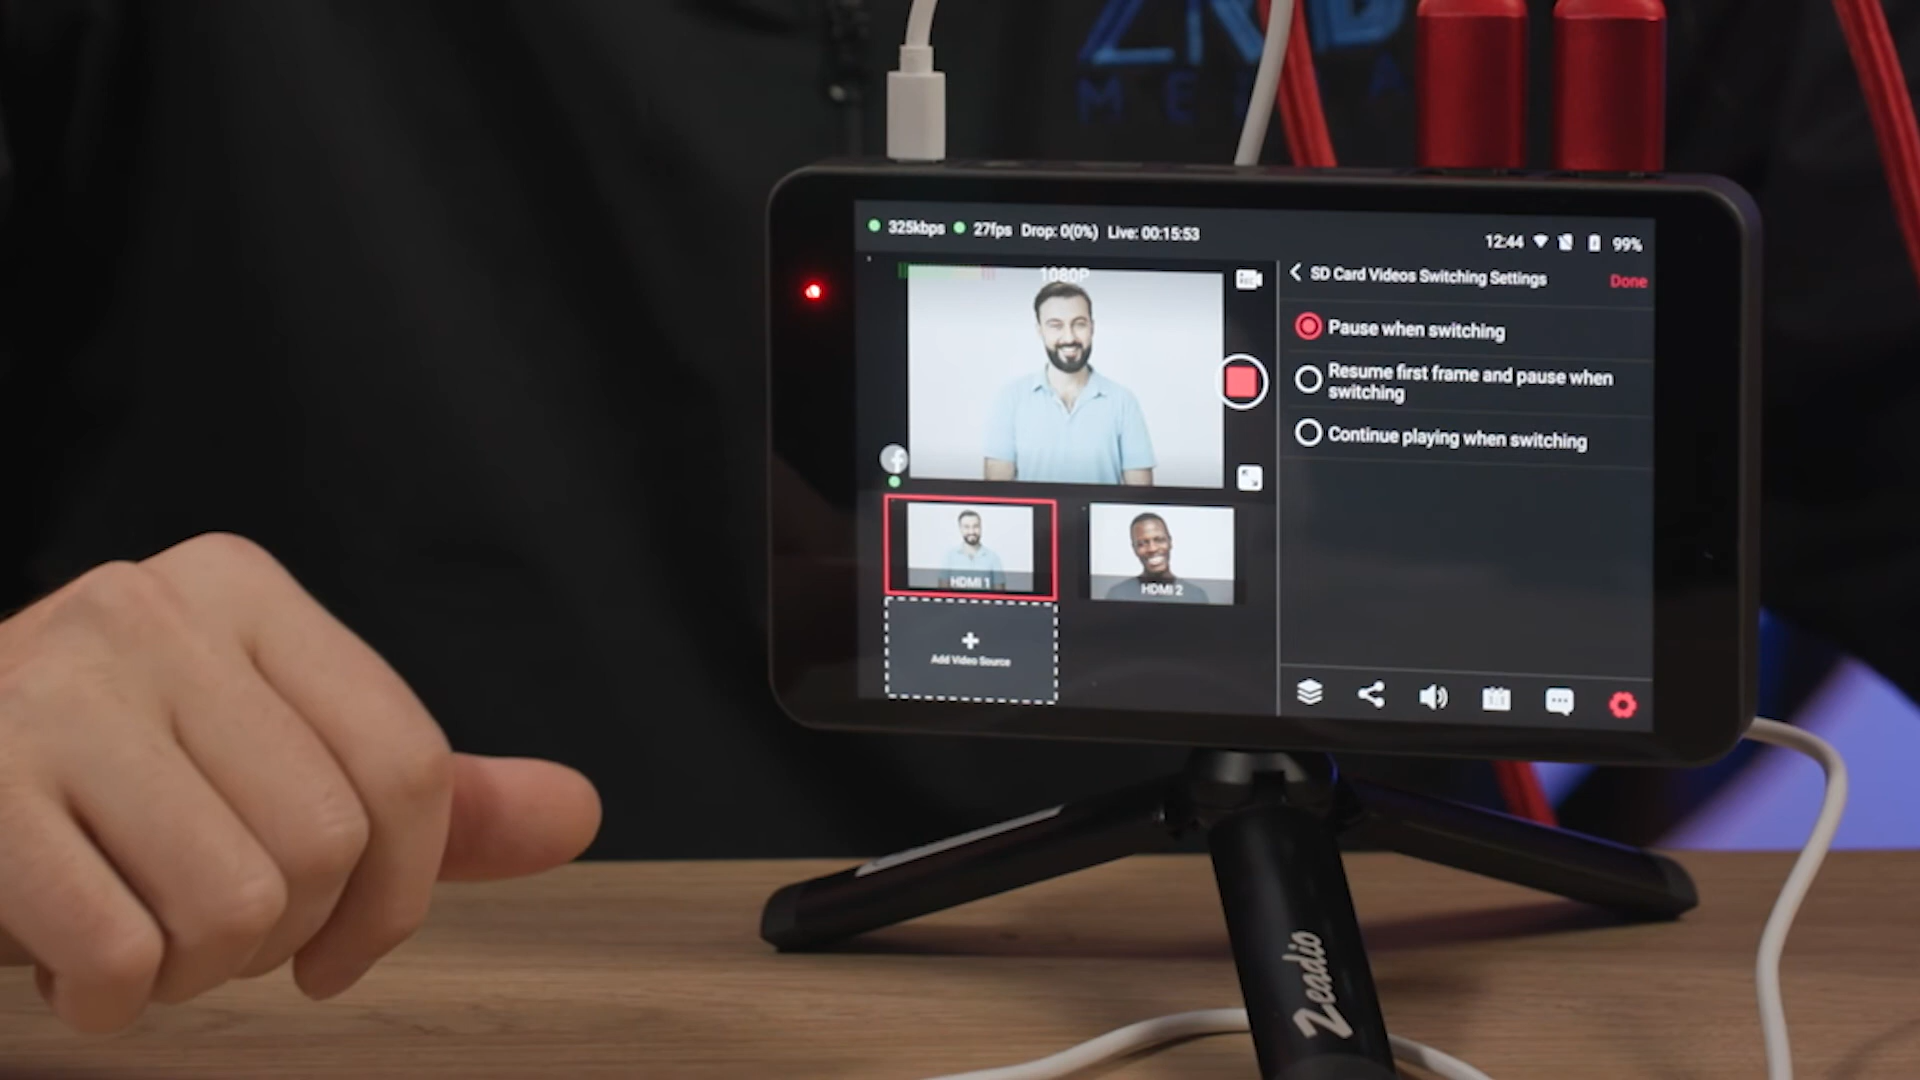 MEDIA
325kbps 27fps Drop: 0(0%) Live: 00:15:53
12:44 99%
1080P
SD Card Videos Switching Settings
Done
Pause when switching
Resume first frame and pause when
switching
Continue playing when switching
HDMI 1
HDMI 2
+
Add Video Source
Zeadio